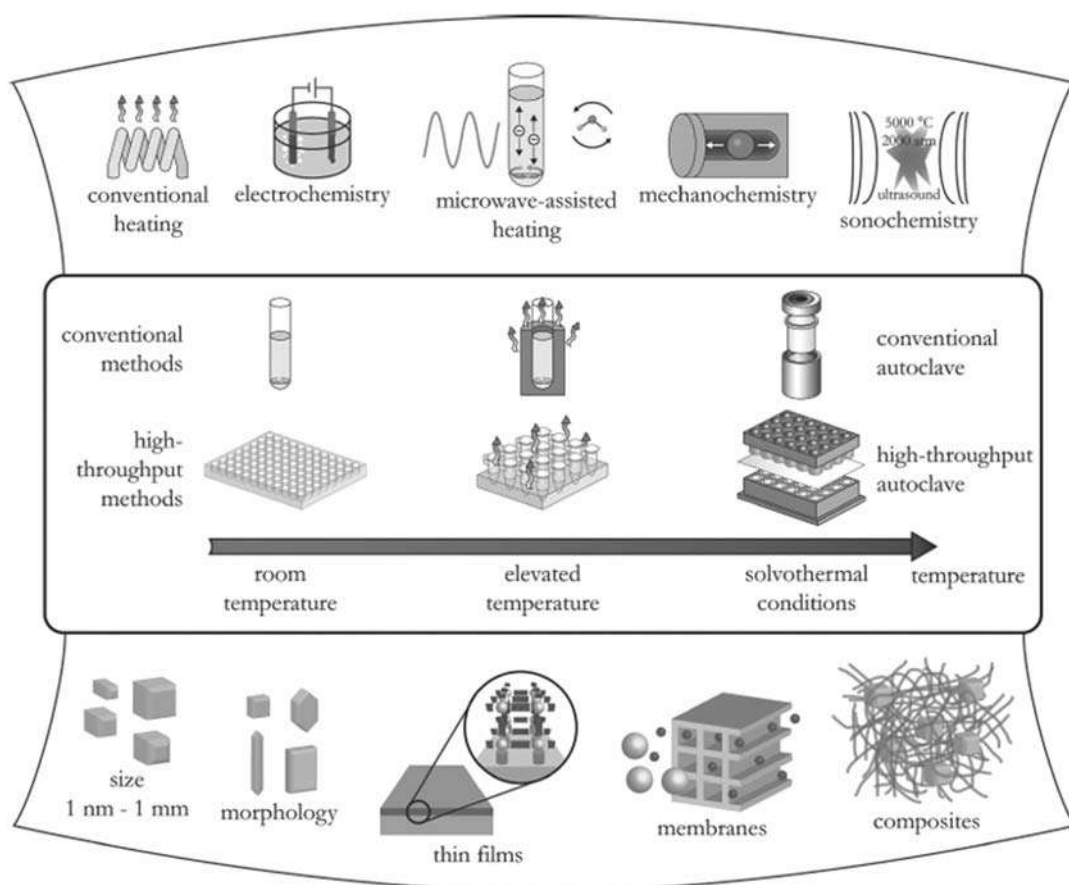 conventional
heating
electrochemistry
microwave-assisted
heating
mechanochemistry
5000 °C
2000 atm
ultrasound
sonochemistry
conventional
methods
conventional
autoclave
high-
throughput
methods
high-throughput
autoclave
room
temperature
elevated
temperature
solvothermal
conditions
temperature
size
1 nm - 1 mm
morphology
thin films
membranes
composites